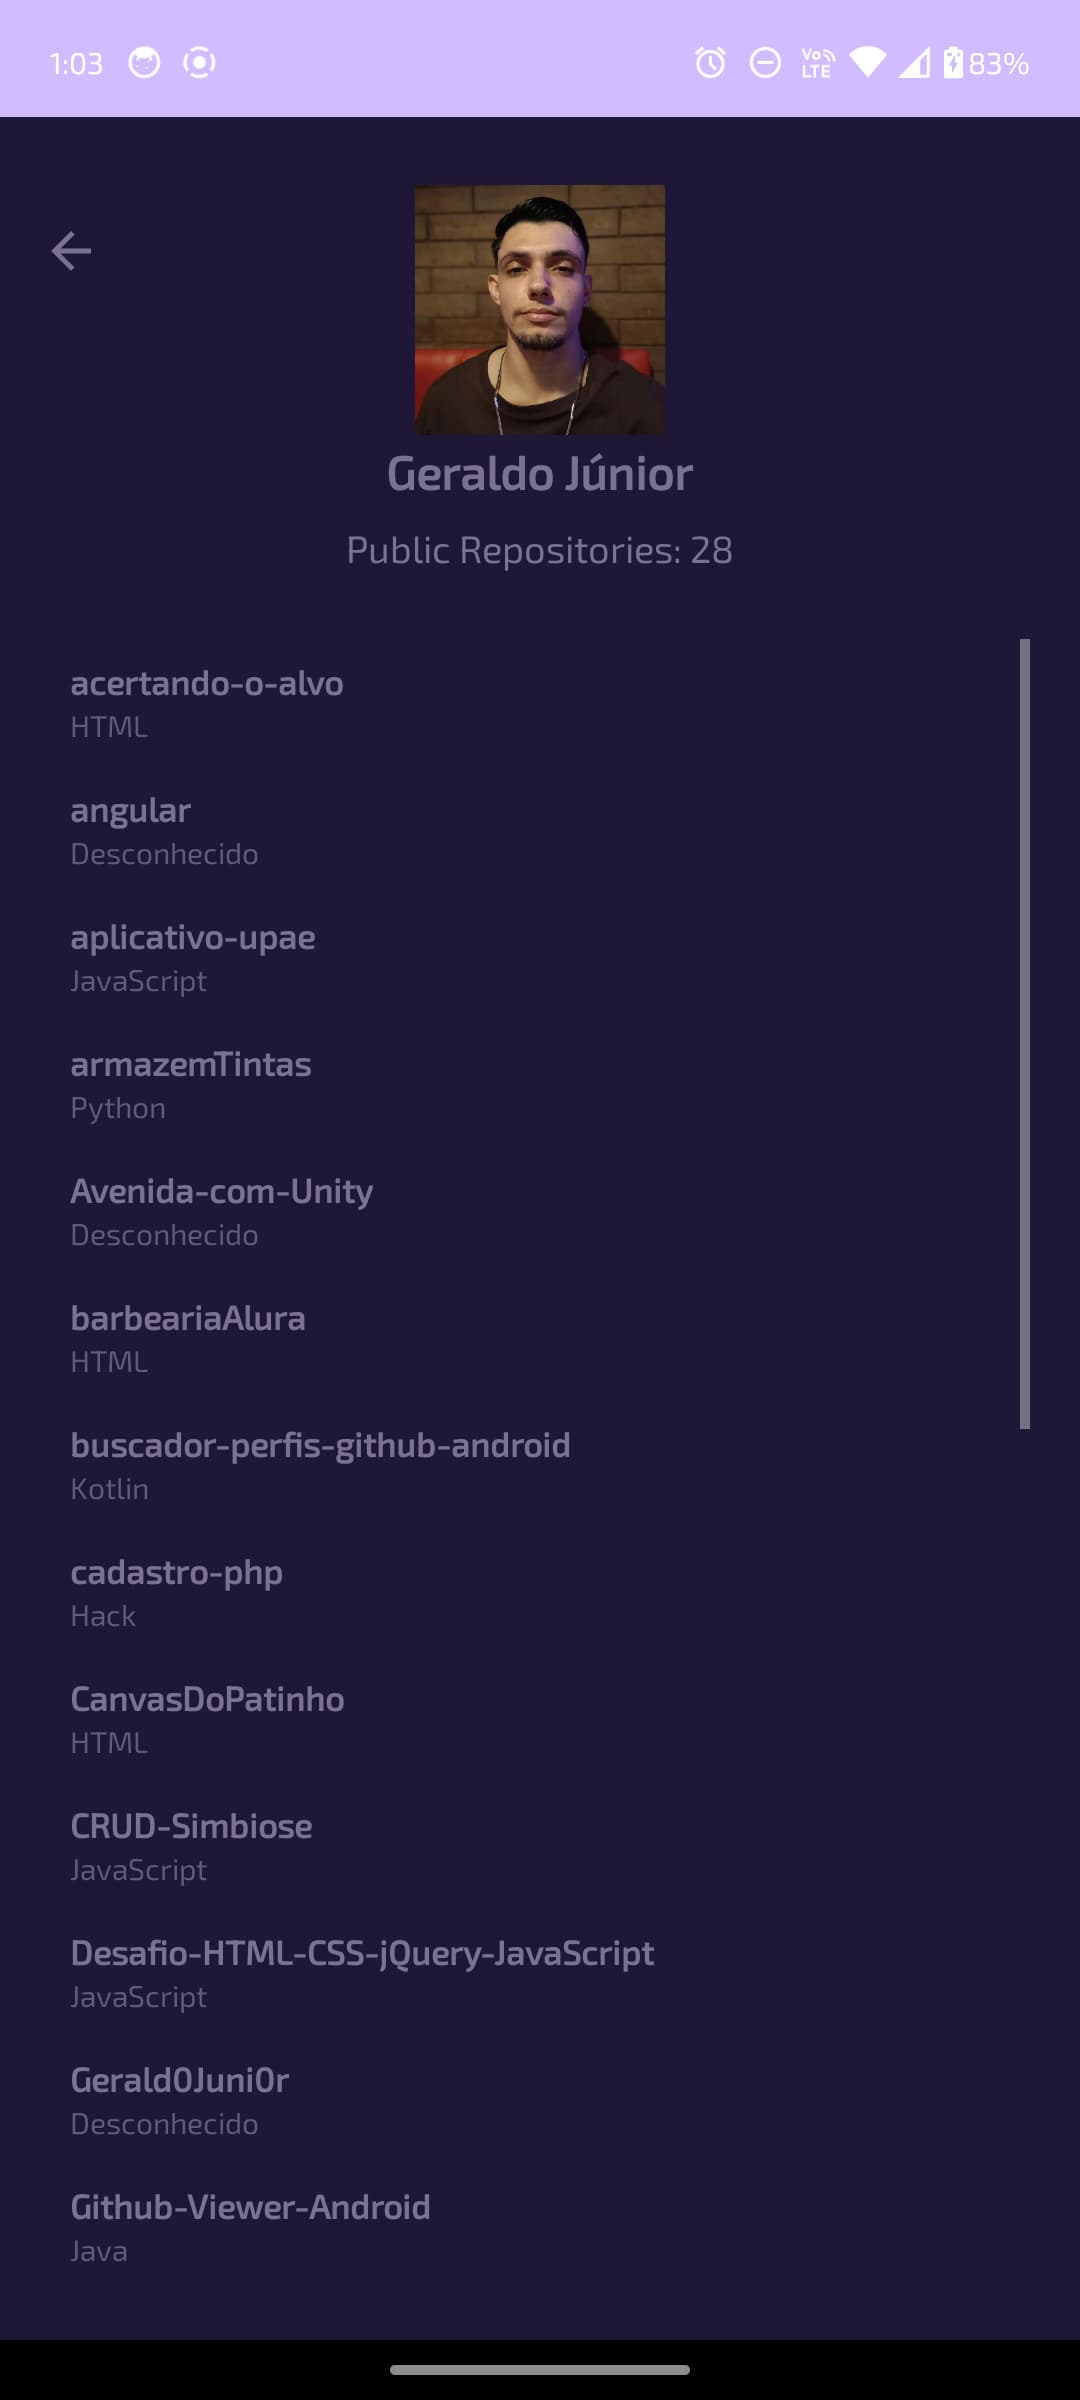 1:03
Vo LTE
83%
Geraldo Júnior
Public Repositories: 28
acertando-o-alvo
HTML
angular
Desconhecido
aplicativo-upae
JavaScript
armazemTintas
Python
Avenida-com-Unity
Desconhecido
barbeariaAlura
HTML
buscador-perfis-github-android
Kotlin
cadastro-php
Hack
CanvasDoPatinho
HTML
CRUD-Simbiose
JavaScript
Desafio-HTML-CSS-jQuery-JavaScript
JavaScript
Gerald0Juni0r
Desconhecido
Github-Viewer-Android
Java